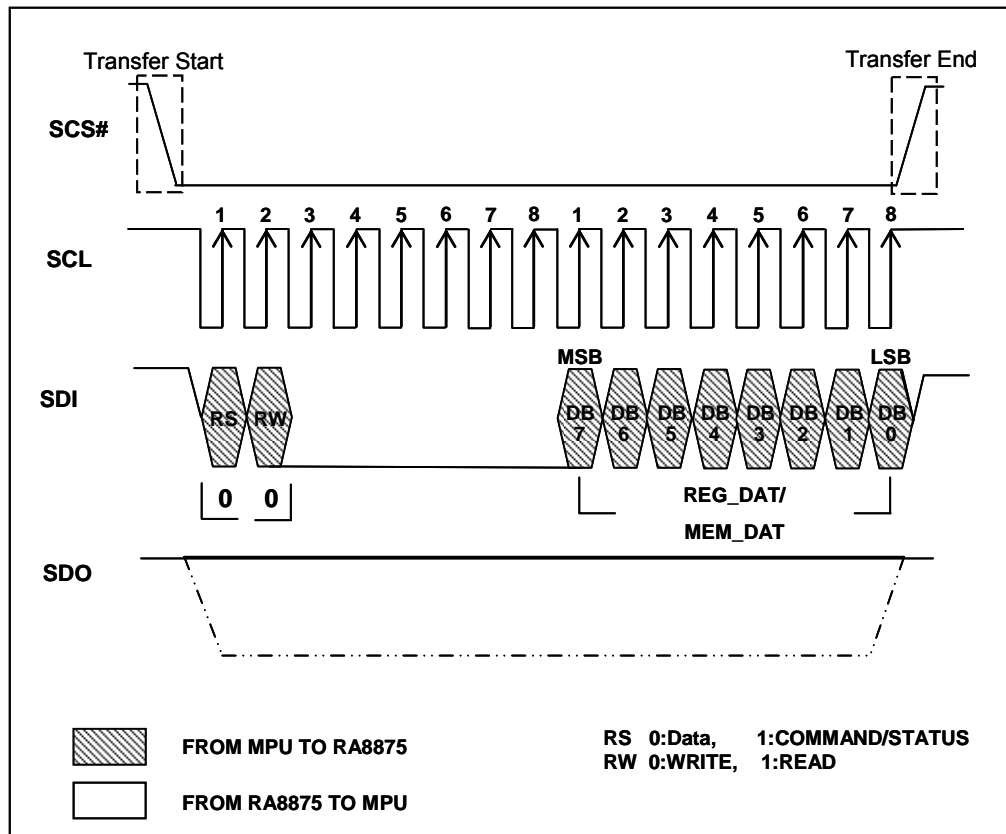 Transfer Start
Transfer End
SCS#
1 2 3 4 5 6 7 8 1 2 3 4 5 6 7 8
SCL
MSB
LSB
SDI
RS RW DB 7 DB 6 DB 5 DB 4 DB 3 DB 2 DB 1 DB 0
0 0
REG_DAT/
MEM_DAT
SDO
FROM MPU TO RA8875
FROM RA8875 TO MPU
RS 0:Data, 1:COMMAND/STATUS
RW 0:WRITE, 1:READ